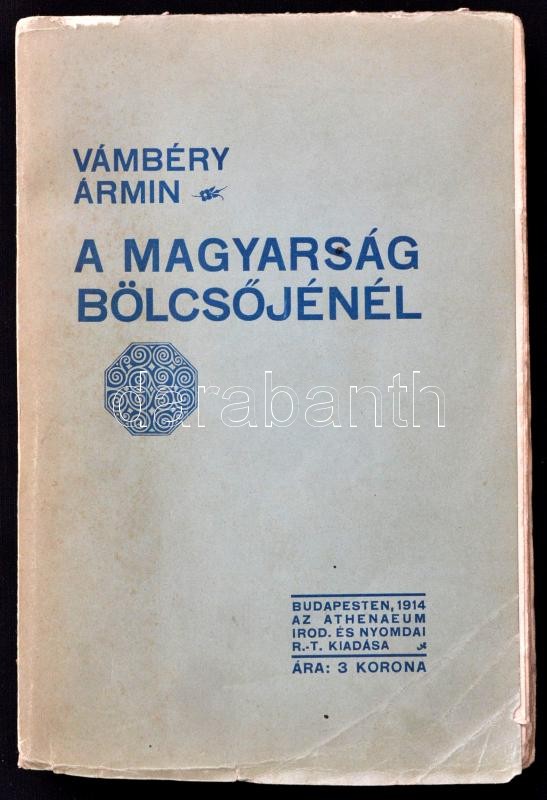 VÁMBÉRY
ÁRMIN
A MAGYARSÁG
BÖLCSŐJÉNÉL
darabanth
BUDAPESTEN, 1914
AZ ATHENAEUM
IROD. ÉS NYOMDAI
R.-T. KIADÁSA
ÁRA: 3 KORONA